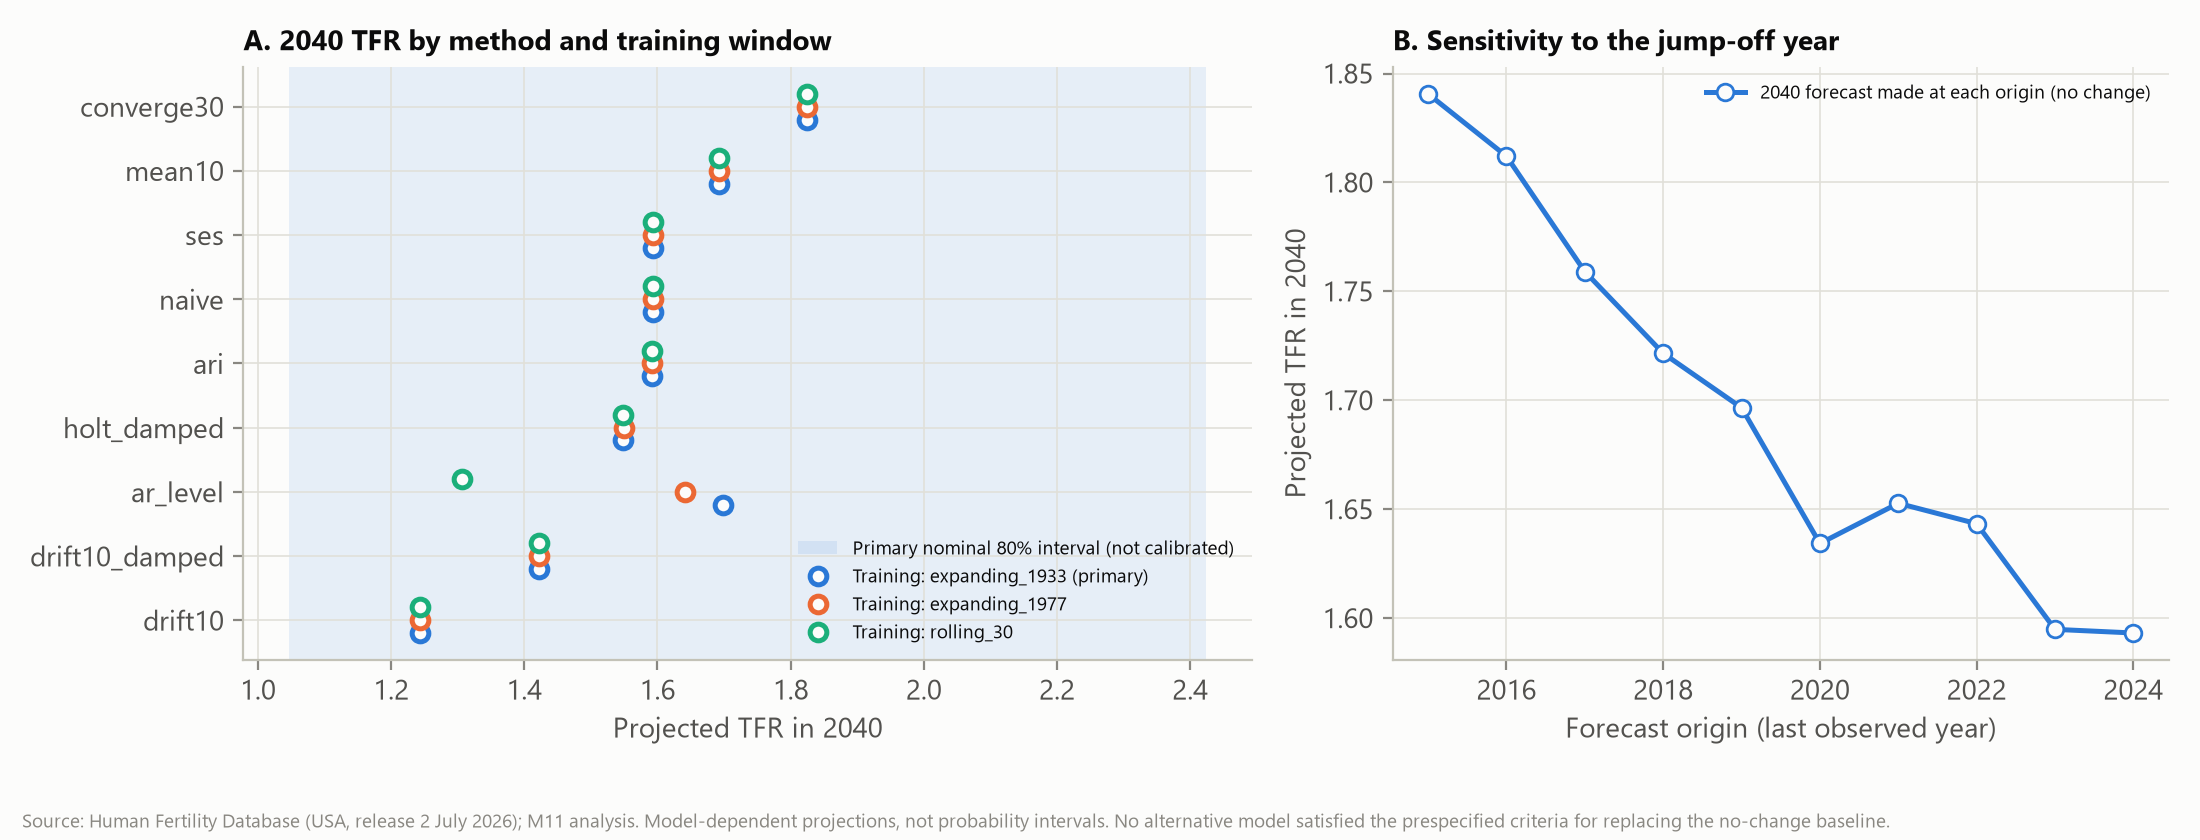 A. 2040 TFR by method and training window
converge30
mean10
ses
naive
ari
holt_damped
ar_level
drift10_damped
drift10
Primary nominal 80% interval (not calibrated)
Training: expanding_1933 (primary)
Training: expanding_1977
Training: rolling_30
1.0 1.2 1.4 1.6 1.8 2.0 2.2 2.4
Projected TFR in 2040
B. Sensitivity to the jump-off year
2040 forecast made at each origin (no change)
Projected TFR in 2040
1.85
1.80
1.75
1.70
1.65
1.60
2016 2018 2020 2022 2024
Forecast origin (last observed year)
Source: Human Fertility Database (USA, release 2 July 2026); M11 analysis. Model-dependent projections, not probability intervals. No alternative model satisfied the prespecified criteria for replacing the no-change baseline.